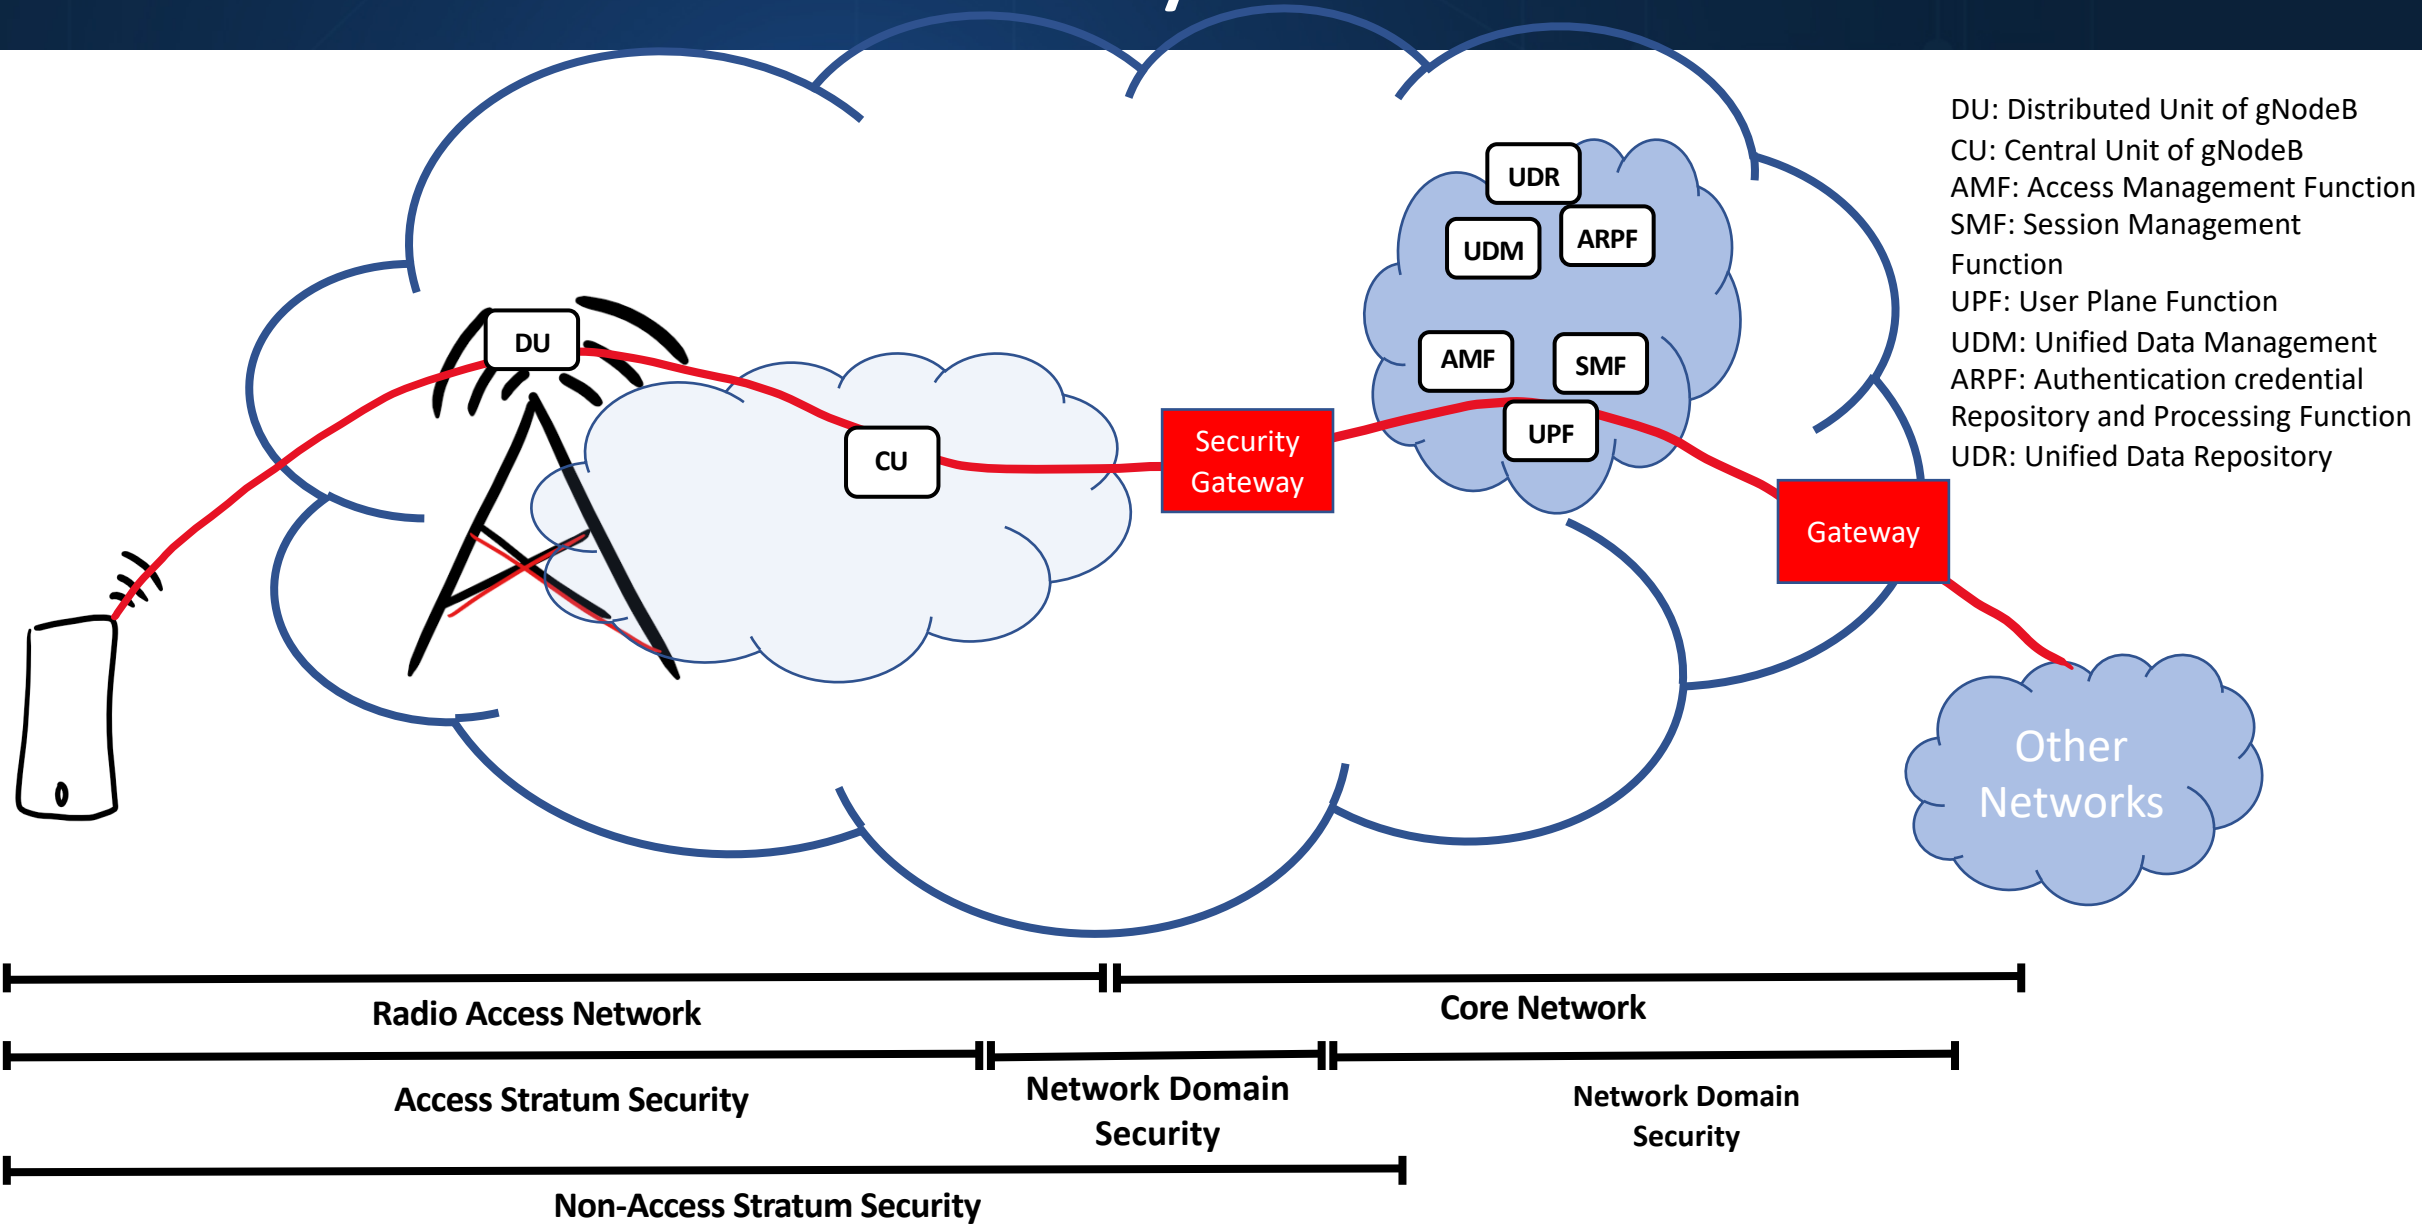 DU: Distributed Unit of gNodeB
CU: Central Unit of gNodeB
AMF: Access Management Function
SMF: Session Management
Function
UPF: User Plane Function
UDM: Unified Data Management
ARPF: Authentication credential
Repository and Processing Function
UDR: Unified Data Repository
UDR
ARPF
UDM
DU
AMF
SMF
UPF
CU
Security
Gateway
Gateway
Other
Networks
Radio Access Network
Core Network
Access Stratum Security
Network Domain
Security
Network Domain
Security
Non-Access Stratum Security